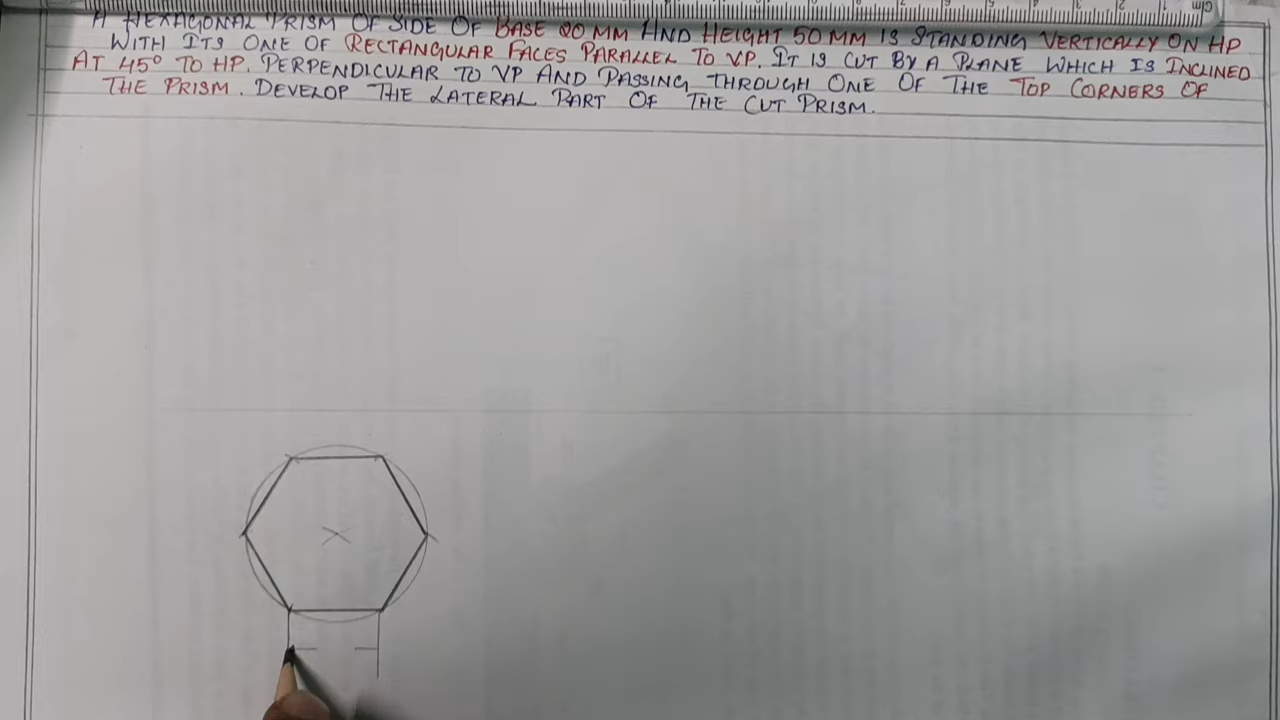 A HEXAGONAL PRISM OF SIDE OF BASE 20 MM AND HEIGHT 50 MM IS STANDING VERTICALLY ON HP
WITH ITS ONE OF RECTANGULAR FACES PARALLEL TO VP. IT IS CUT BY A PLANE WHICH IS INCLINED
AT 45° TO HP. PERPENDICULAR TO VP AND PASSING THROUGH ONE OF THE TOP CORNERS OF
THE PRISM. DEVELOP THE LATERAL PART OF THE CUT PRISM.